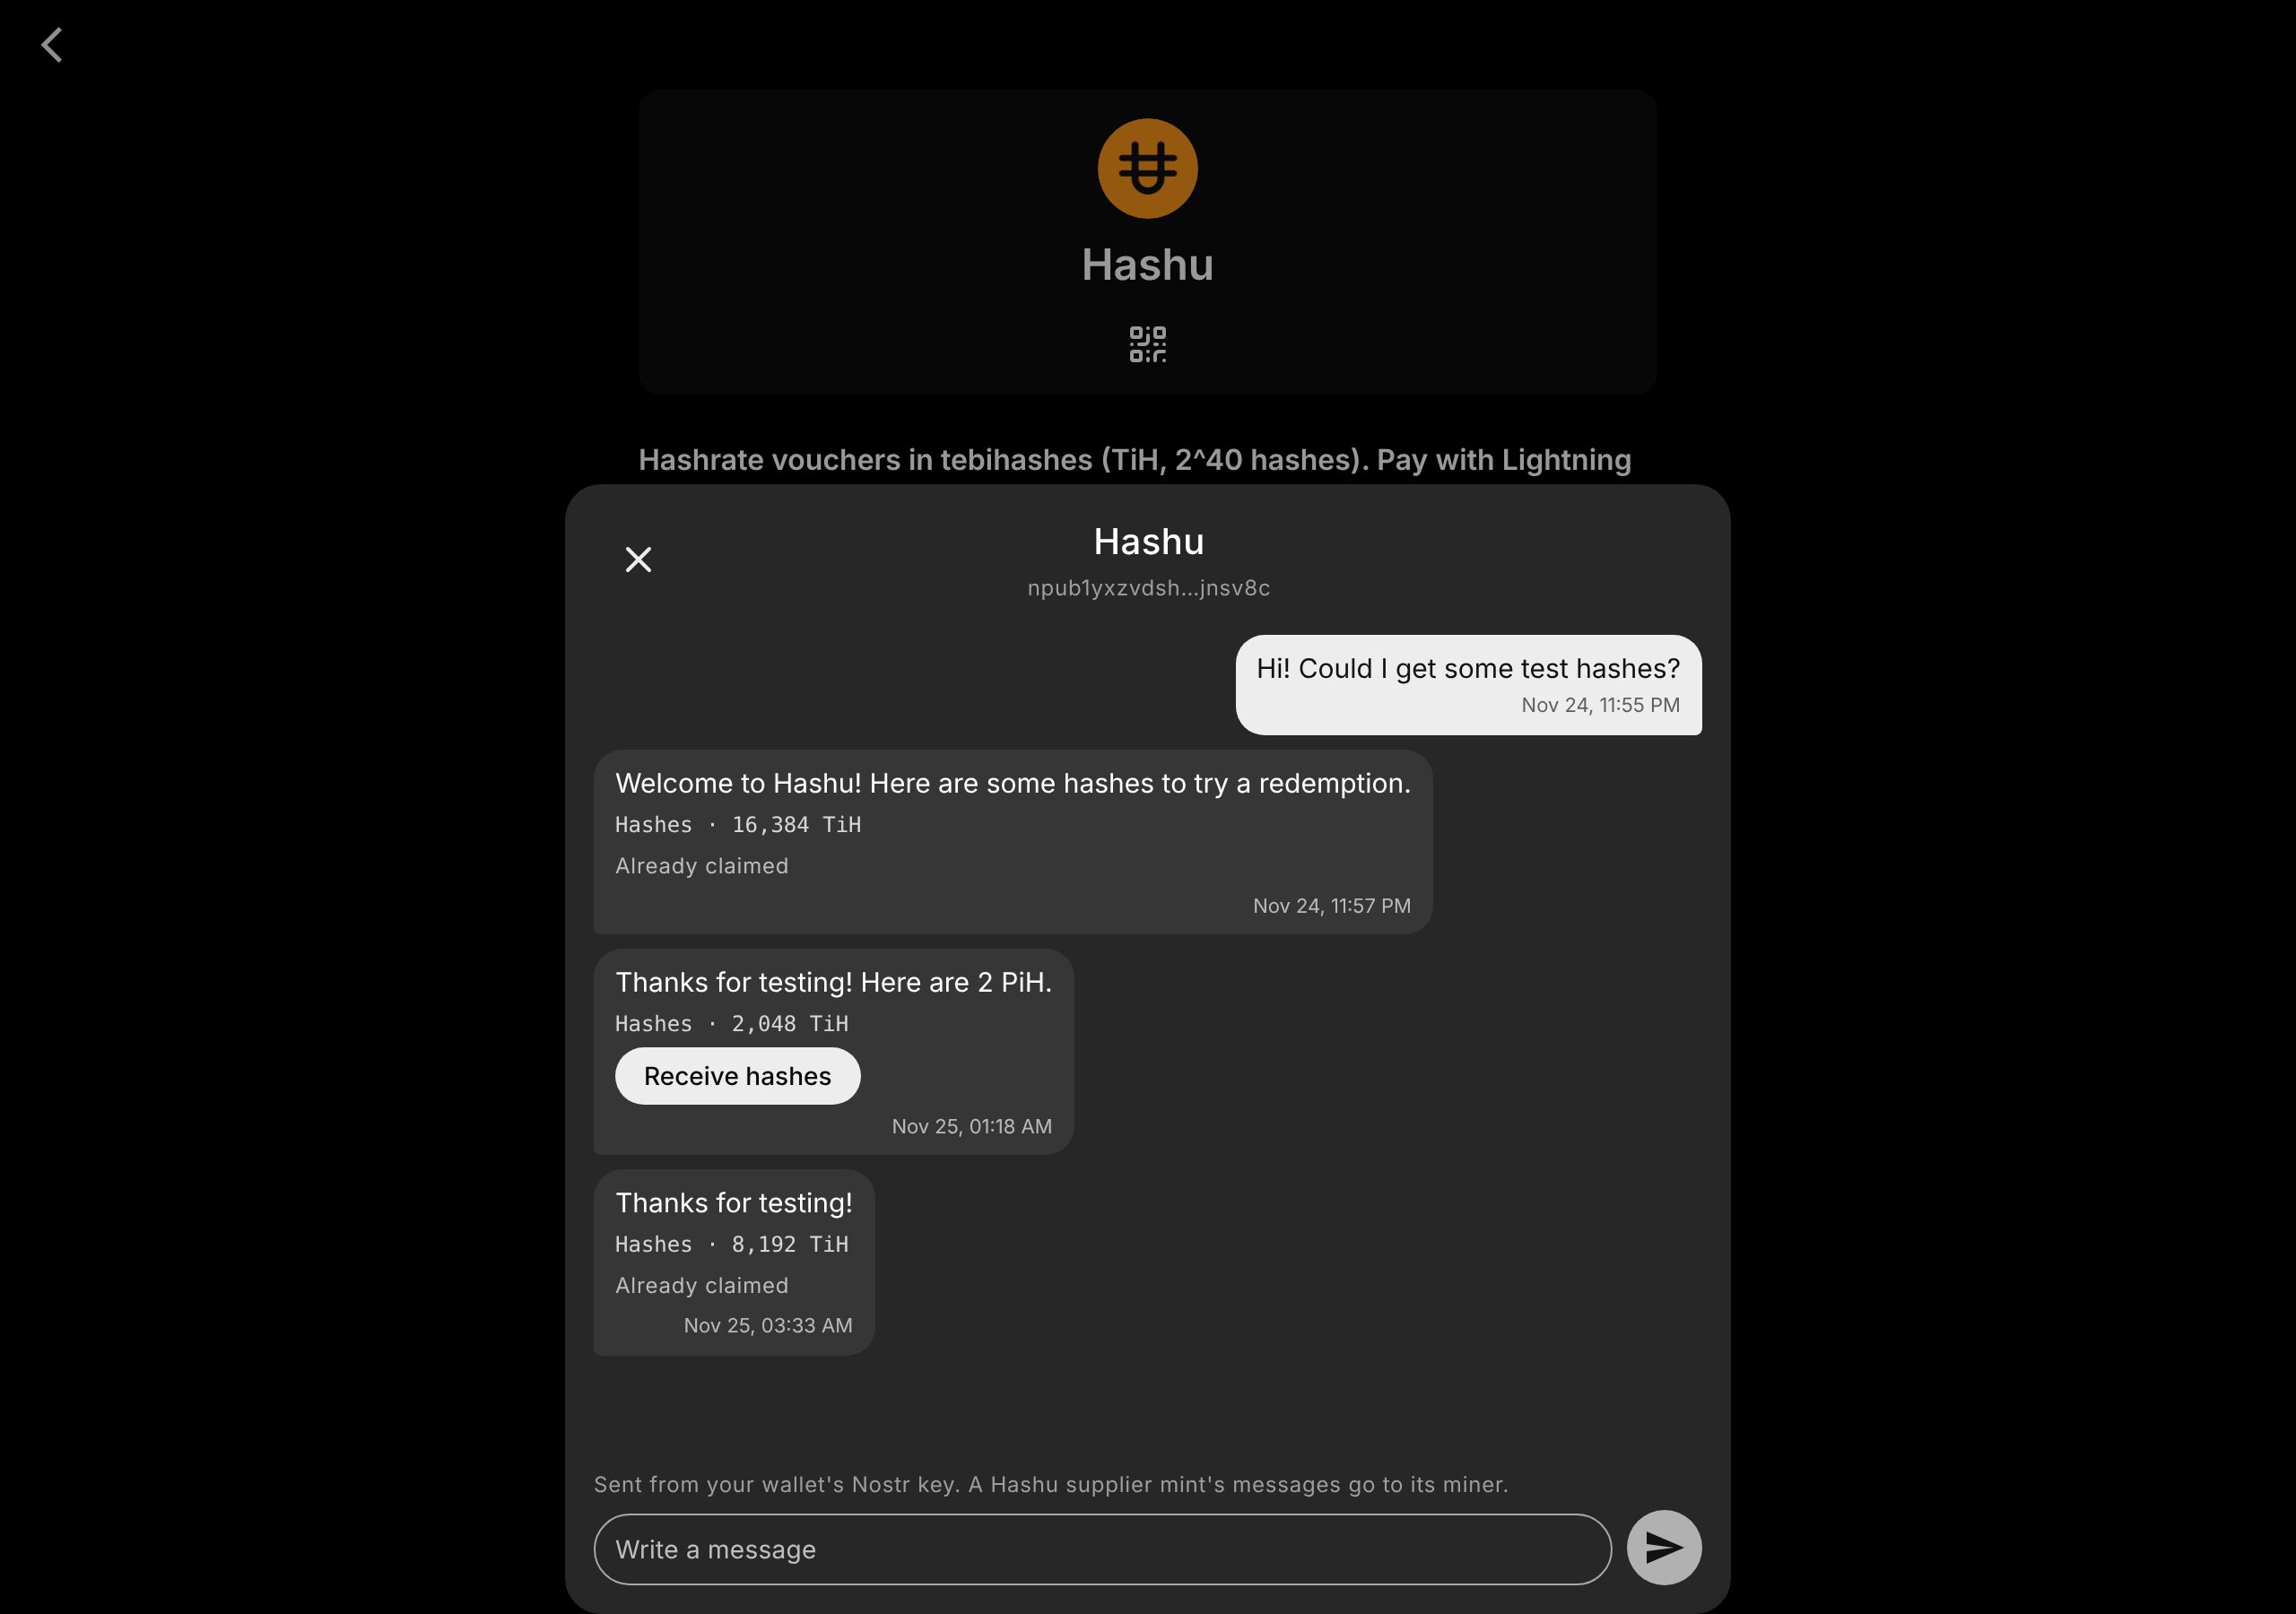 Hashu
Hashrate vouchers in tebihashes (TiH, 2^40 hashes). Pay with Lightning
Hashu
npub1yxzvdsh...jnsv8c
Hi! Could I get some test hashes?
Nov 24, 11:55 PM
Welcome to Hashu! Here are some hashes to try a redemption.
Hashes · 16,384 TiH
Already claimed
Nov 24, 11:57 PM
Thanks for testing! Here are 2 PiH.
Hashes · 2,048 TiH
Receive hashes
Nov 25, 01:18 AM
Thanks for testing!
Hashes · 8,192 TiH
Already claimed
Nov 25, 03:33 AM
Sent from your wallet's Nostr key. A Hashu supplier mint's messages go to its miner.
Write a message